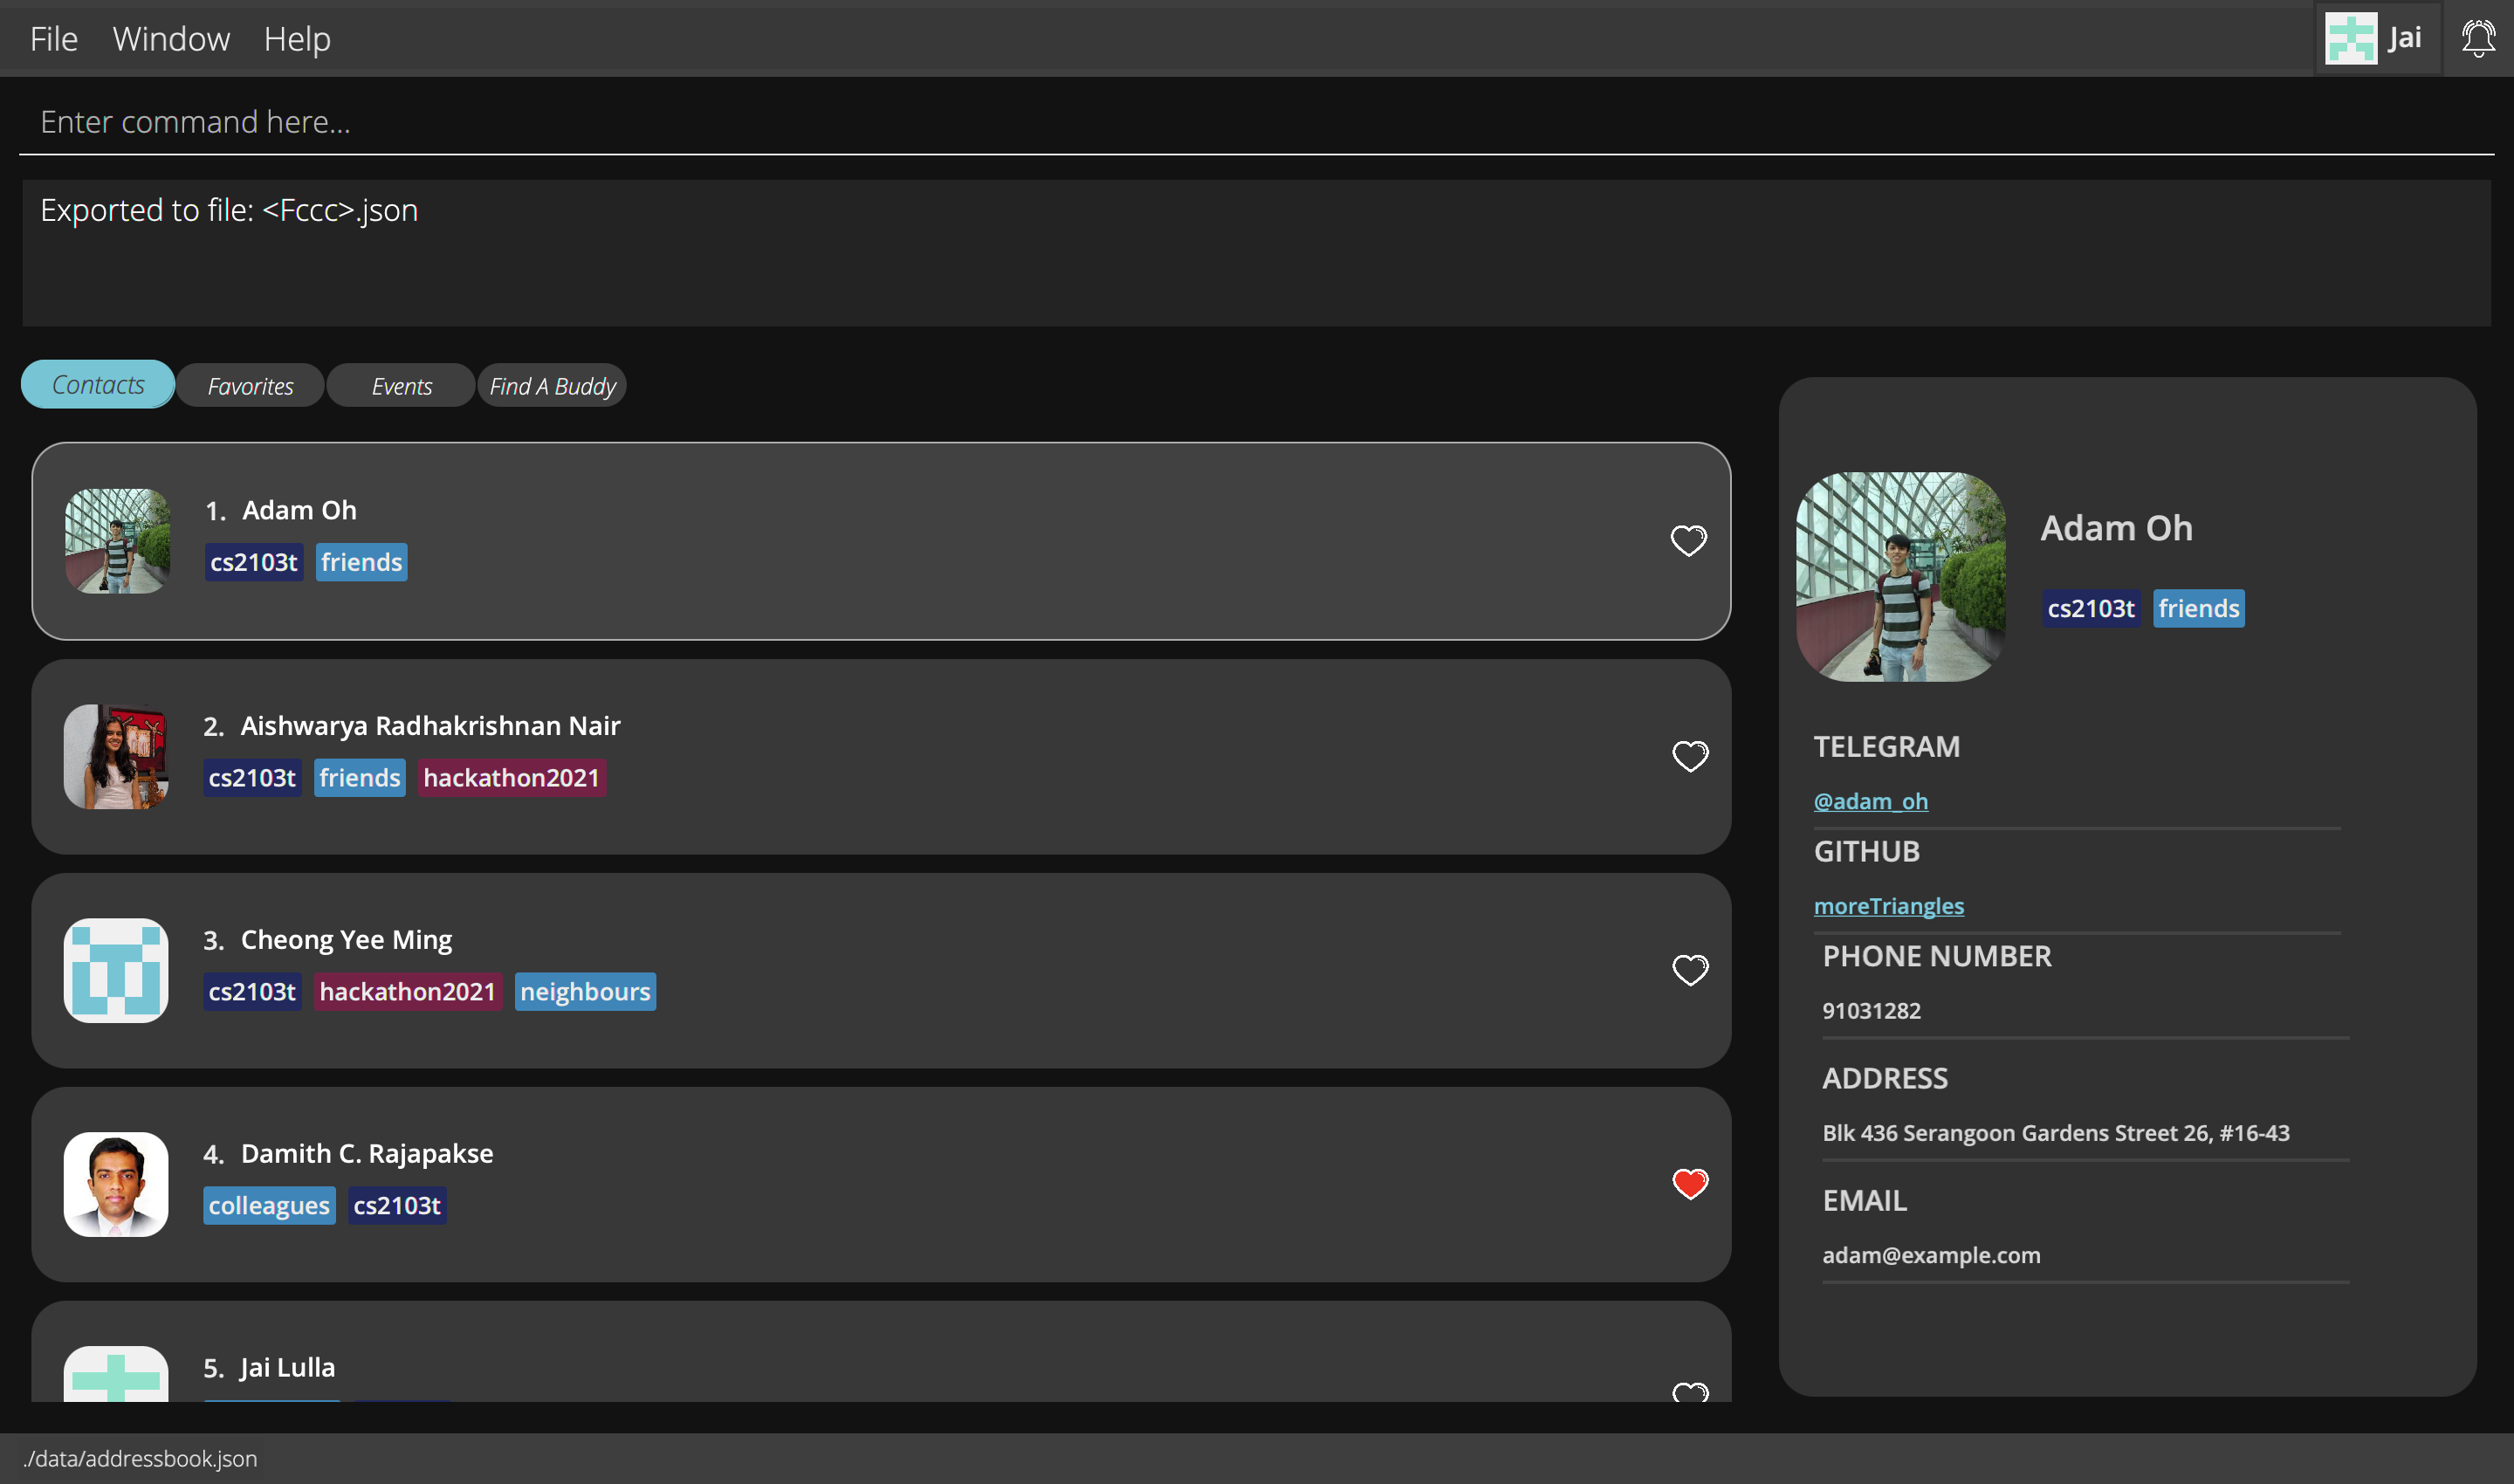 File Window Help
Jai
Enter command here...
Exported to file: <Fccc>.json
Contacts Favorites Events Find A Buddy
1. Adam Oh
cs2103t friends
2. Aishwarya Radhakrishnan Nair
cs2103t friends hackathon2021
3. Cheong Yee Ming
cs2103t hackathon2021 neighbours
4. Damith C. Rajapakse
colleagues cs2103t
5. Jai Lulla
Adam Oh
cs2103t friends
TELEGRAM
@adam_oh
GITHUB
moreTriangles
PHONE NUMBER
91031282
ADDRESS
Blk 436 Serangoon Gardens Street 26, #16-43
EMAIL
adam@example.com
./data/addressbook.json